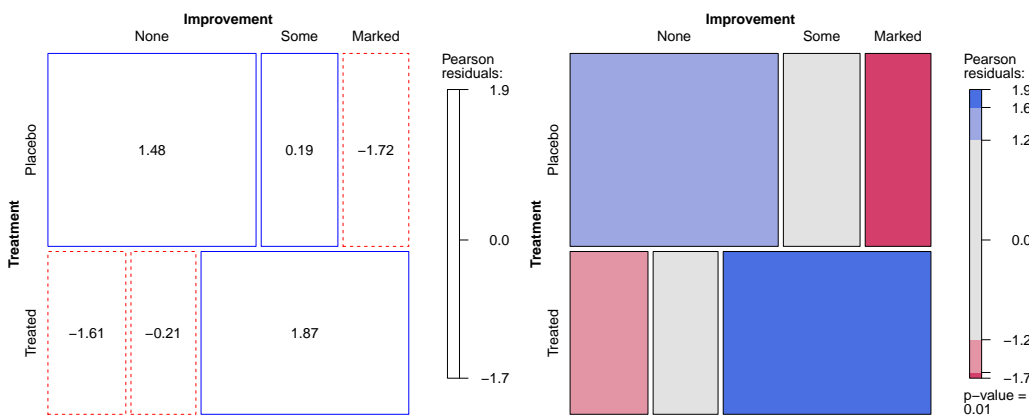 Improvement
None Some Marked
Treatment
Placebo
Treated
1.48 0.19 −1.72
−1.61 −0.21 1.87
Pearson
residuals:
1.9
0.0
−1.7
Improvement
None Some Marked
Treatment
Placebo
Treated
Pearson
residuals:
1.9
1.6
1.2
0.0
−1.2
−1.7
p−value =
0.01